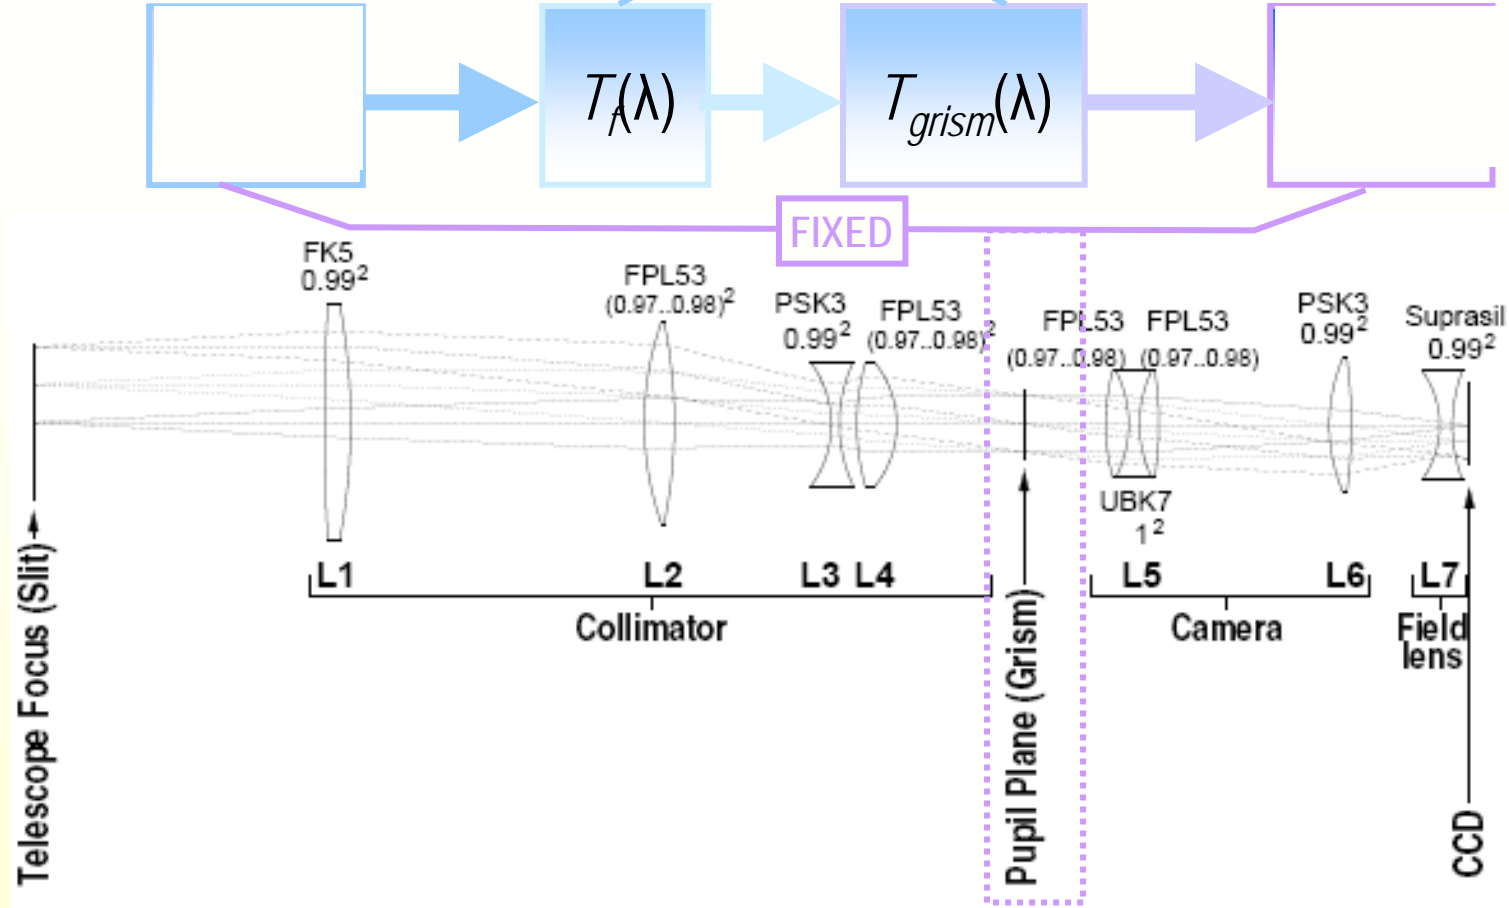 T_f(λ)
T_grism(λ)
FIXED
FK5
0.99²
FPL53
(0.97..0.98)²
PSK3
0.99²
FPL53
(0.97..0.98)²
FPL53
(0.97..0.98)
FPL53
(0.97..0.98)
UBK7
1²
PSK3
0.99²
Suprasil
0.99²
L1
L2
L3
L4
L5
L6
L7
Collimator
Camera
Field
lens
Telescope Focus (Slit)
Pupil Plane (Grism)
CCD